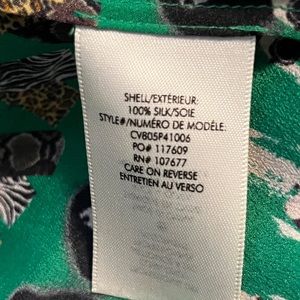 SHELL/EXTÉRIEUR:
100% SILK/SOIE
STYLE#/NUMÉRO DE MODÈLE:
CVB05P41006
PO# 117609
RN# 107677
CARE ON REVERSE
ENTRETIEN AU VERSO